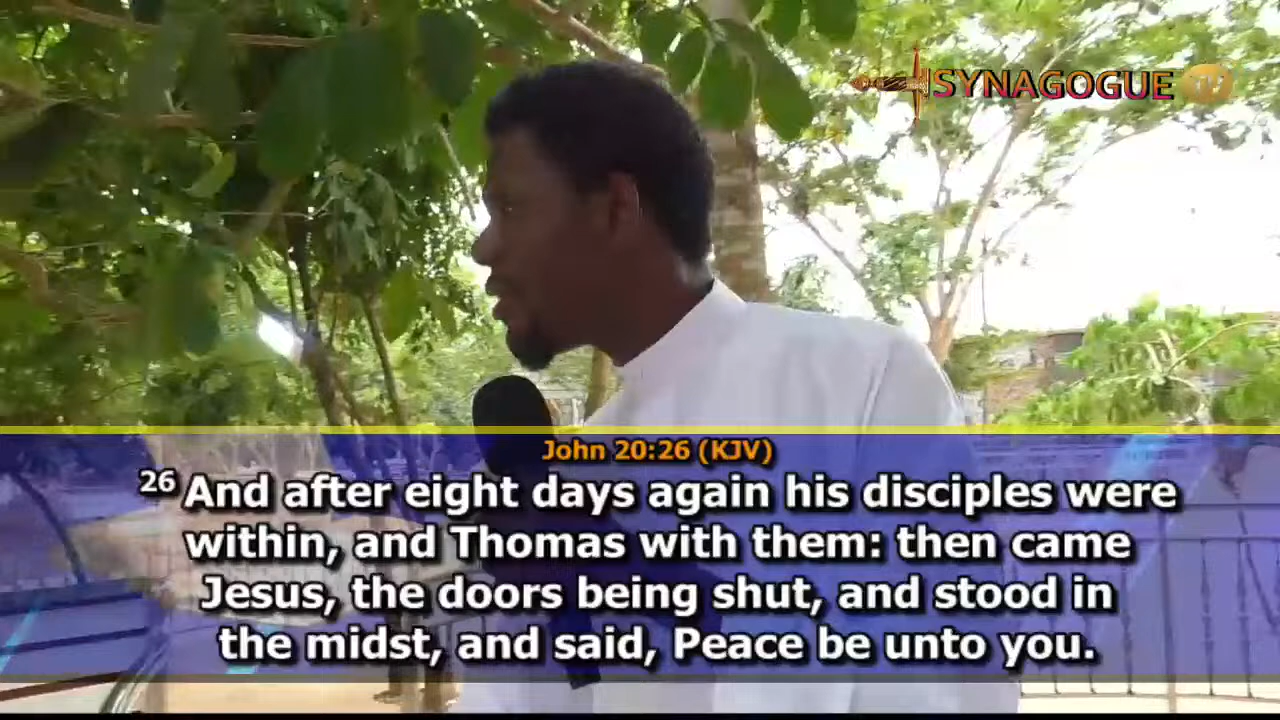 SYNAGOGUE TV
John 20:26 (KJV)
26 And after eight days again his disciples were
within, and Thomas with them: then came
Jesus, the doors being shut, and stood in
the midst, and said, Peace be unto you.